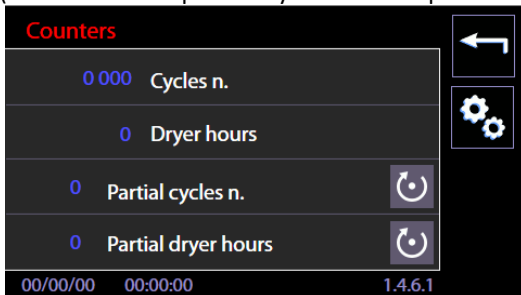 Counters
0 000 Cycles n.
0 Dryer hours
0 Partial cycles n.
0 Partial dryer hours
00/00/00 00:00:00 1.4.6.1